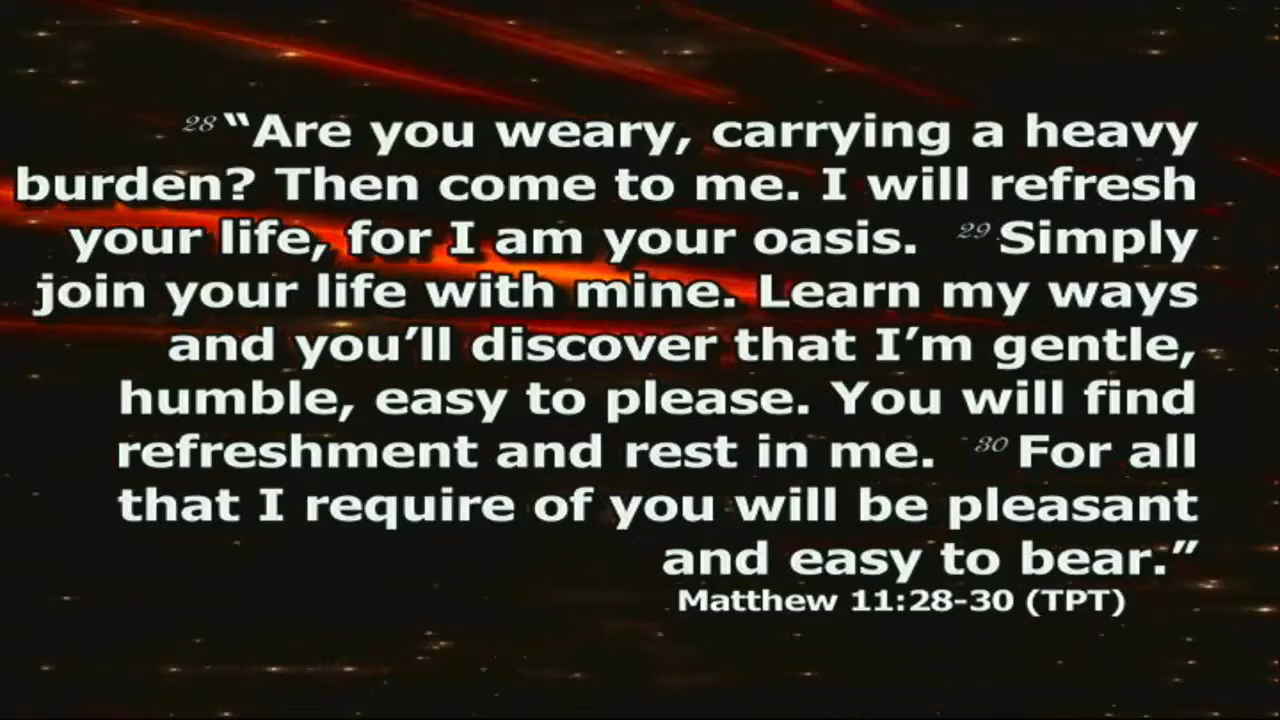 28 “Are you weary, carrying a heavy
burden? Then come to me. I will refresh
your life, for I am your oasis. 29 Simply
join your life with mine. Learn my ways
and you’ll discover that I’m gentle,
humble, easy to please. You will find
refreshment and rest in me. 30 For all
that I require of you will be pleasant
and easy to bear.”
Matthew 11:28-30 (TPT)